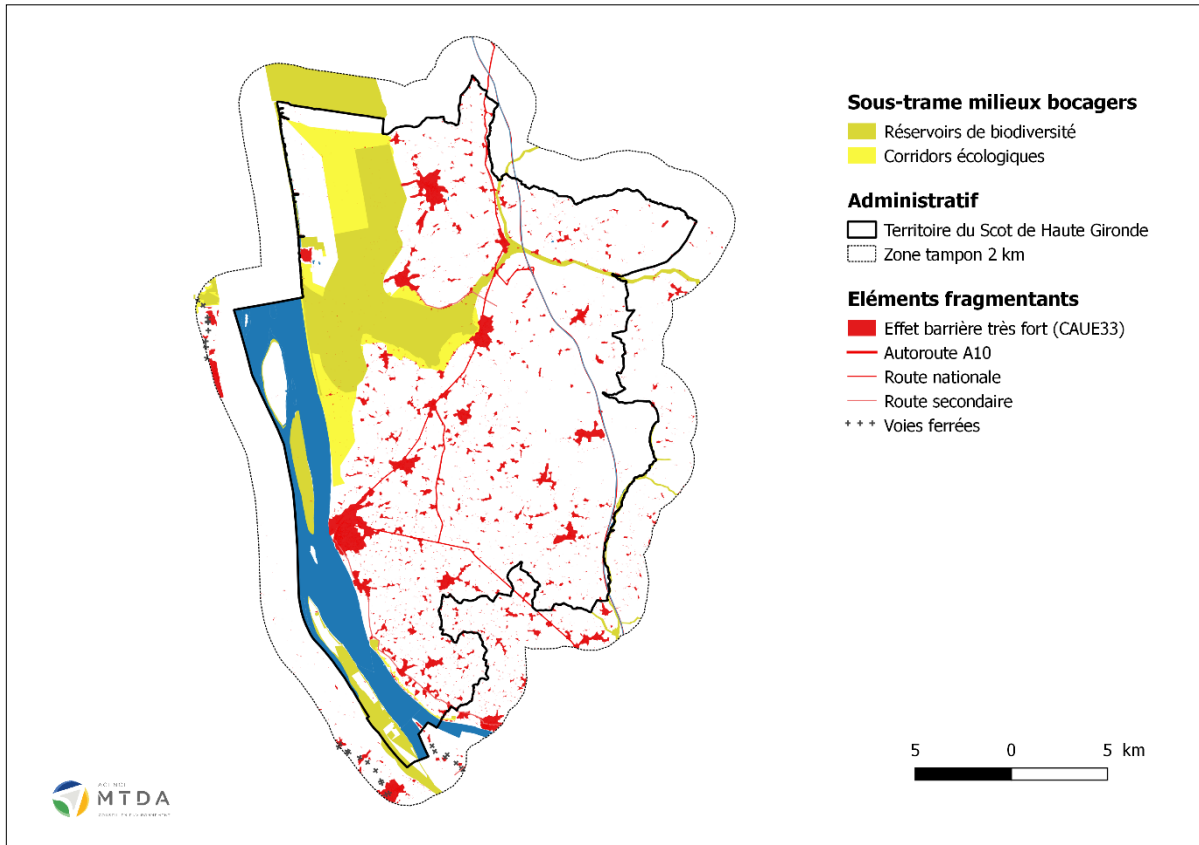 Sous-trame milieux bocagers
Réservoirs de biodiversité
Corridors écologiques
Administratif
Territoire du Scot de Haute Gironde
Zone tampon 2 km
Eléments fragmentants
Effet barrière très fort (CAUE33)
Autoroute A10
Route nationale
Route secondaire
Voies ferrées
5 0 5 km
AGENCE
MTDA